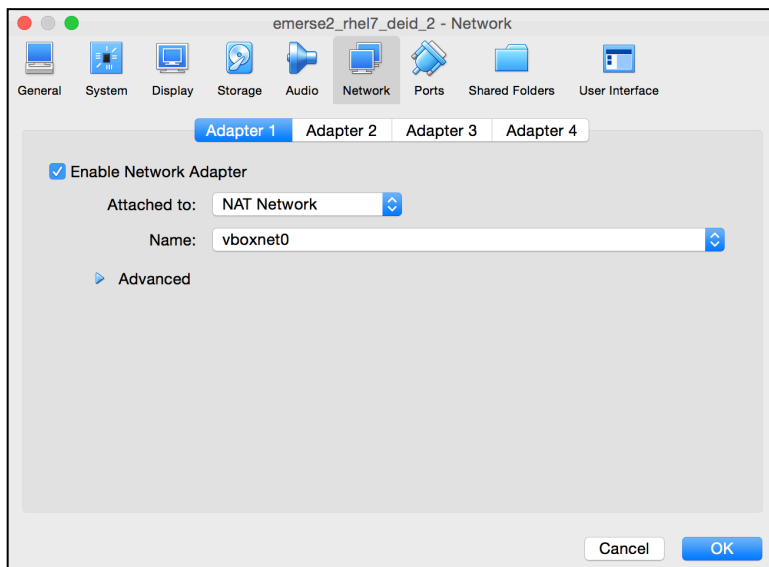 emerse2_rhel7_deid_2 - Network
General System Display Storage Audio Network Ports Shared Folders User Interface
Adapter 1 Adapter 2 Adapter 3 Adapter 4
Enable Network Adapter
Attached to: NAT Network
Name: vboxnet0
Advanced
Cancel OK